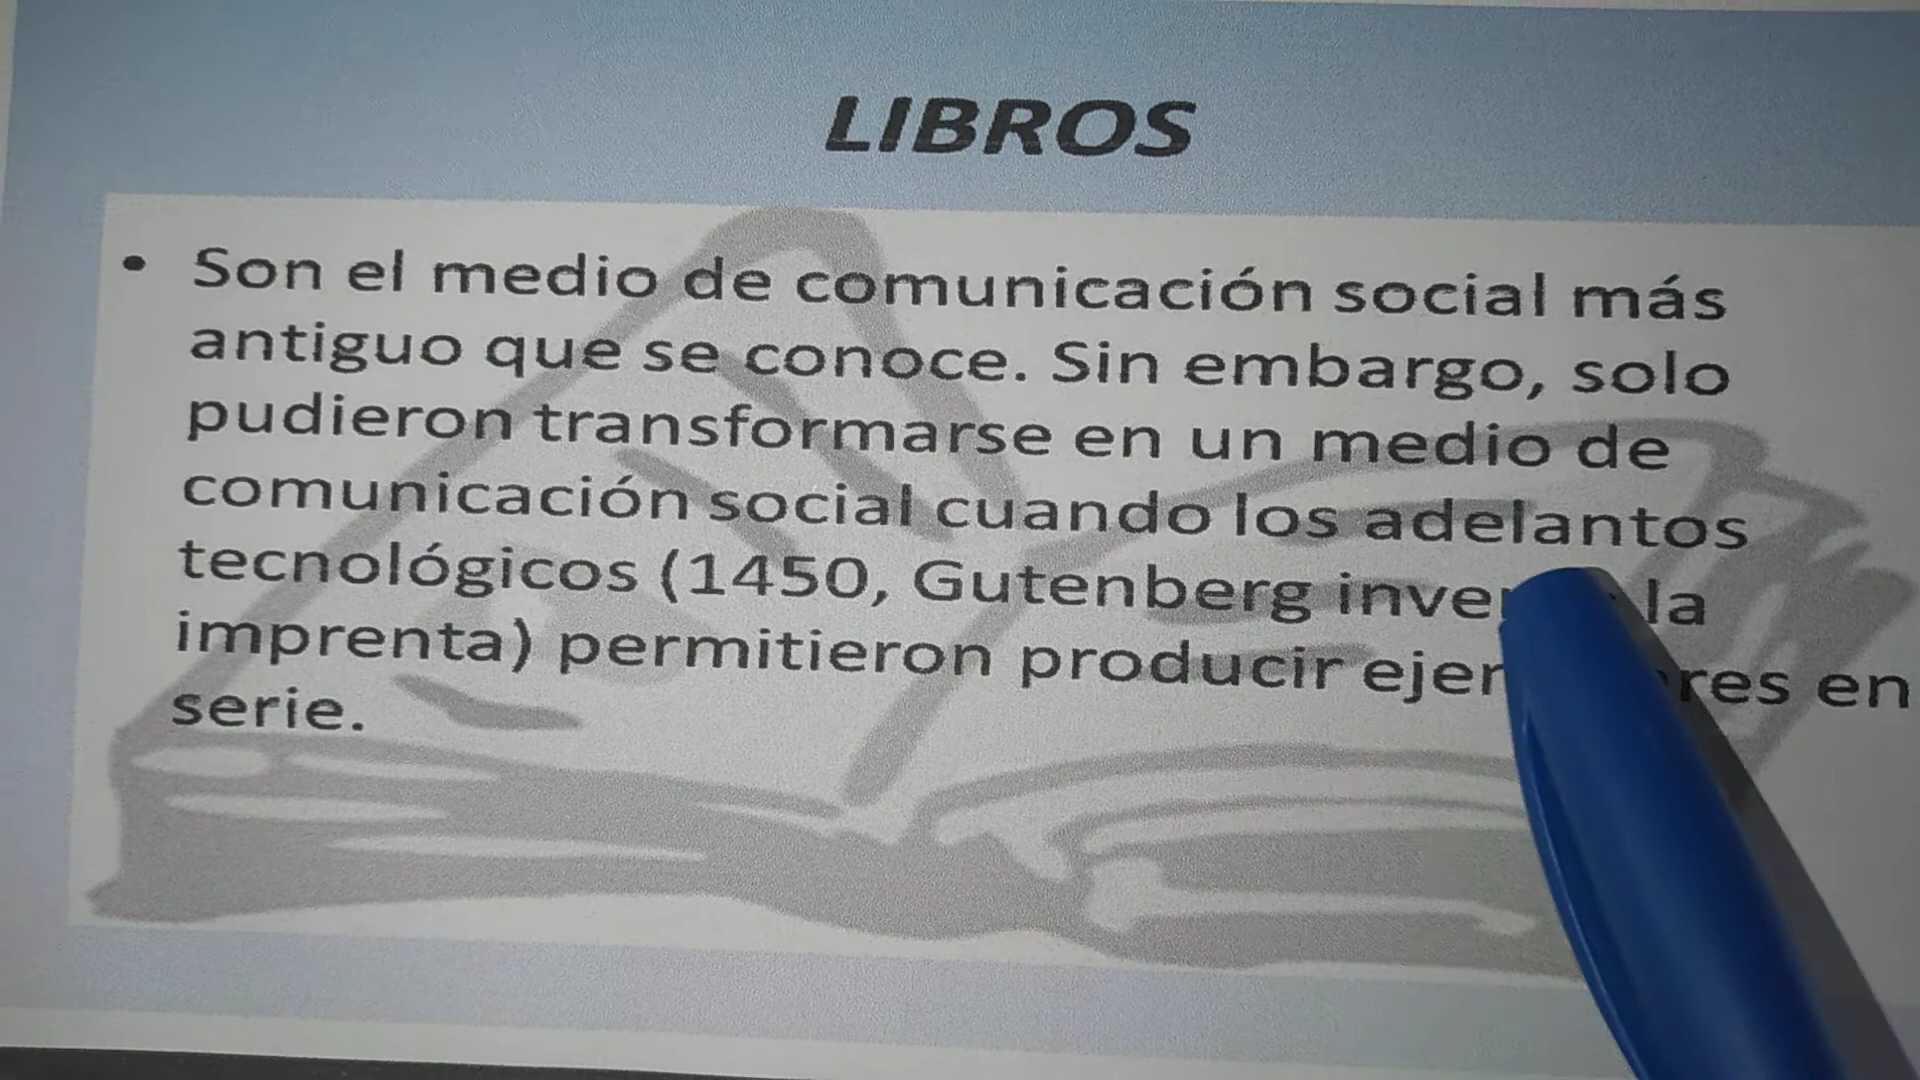 LIBROS
• Son el medio de comunicación social más
antiguo que se conoce. Sin embargo, solo
pudieron transformarse en un medio de
comunicación social cuando los adelantos
tecnológicos (1450, Gutenberg la
imprenta) permitieron producir en
serie.